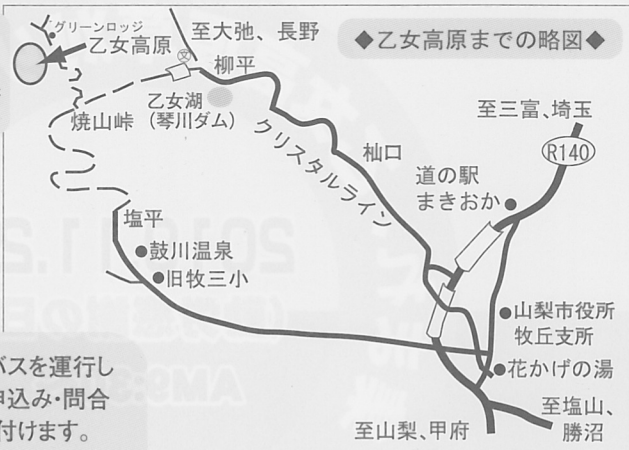 グリーンロッジ
乙女高原
至大弛、長野
◆乙女高原までの略図◆
文
柳平
乙女湖
(琴川ダム)
焼山峠
クリスタルライン
杣口
至三富、埼玉
R140
道の駅
まきおか
塩平
鼓川温泉
旧牧三小
山梨市役所
牧丘支所
花かげの湯
至塩山、
勝沼
至山梨、甲府
バスを運行し
申込み・問合
付けます。